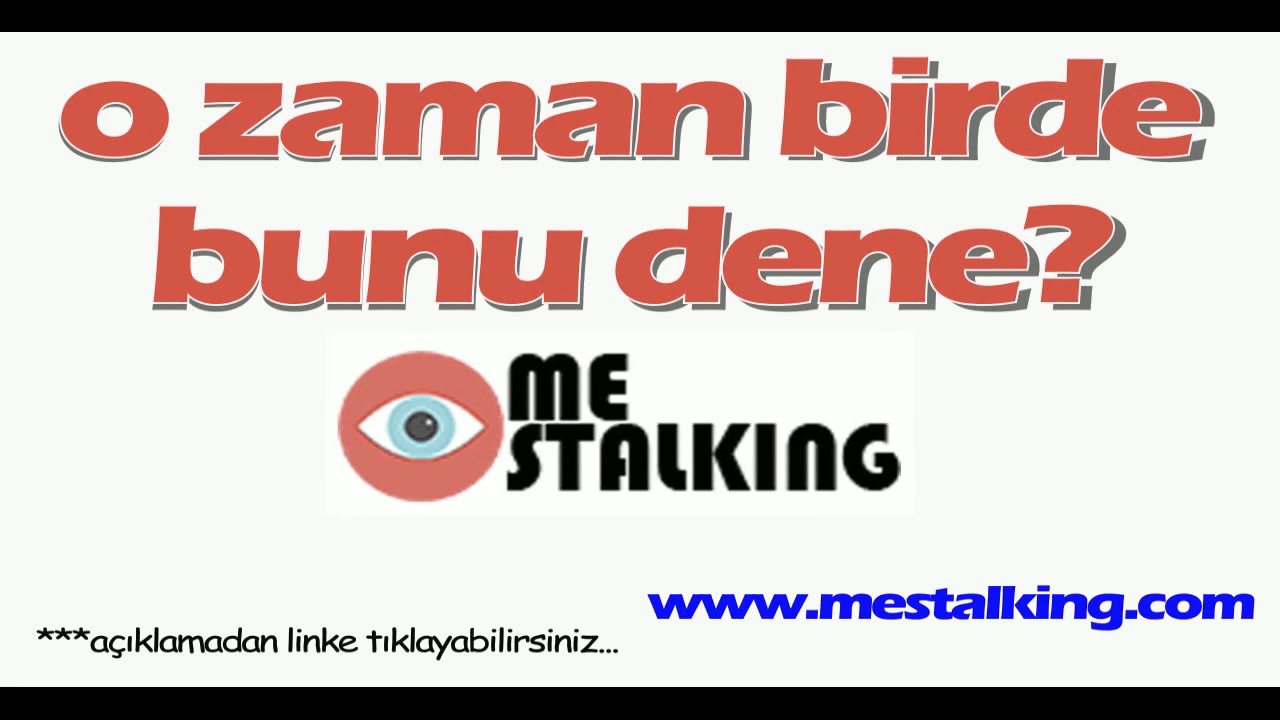 o zaman birde
bunu dene?
ME
STALKING
www.mestalking.com
***açıklamadan linke tıklayabilirsiniz...